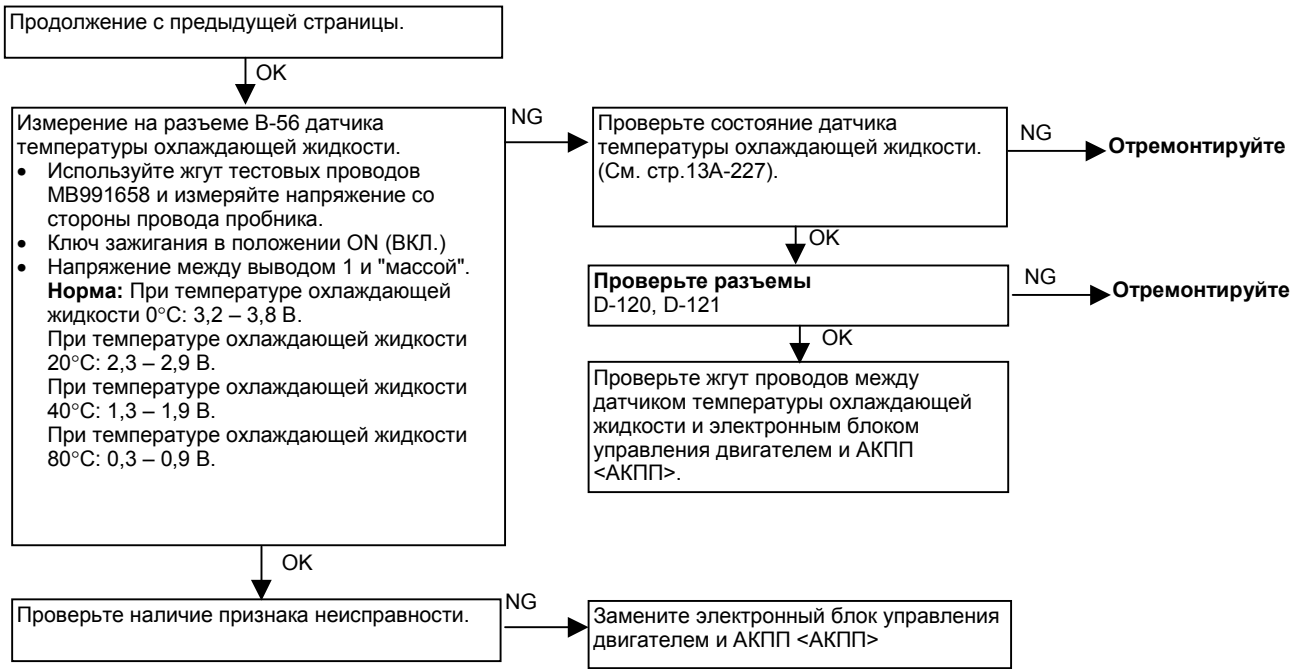 Продолжение с предыдущей страницы.
OK
Измерение на разъеме B-56 датчика
температуры охлаждающей жидкости.
• Используйте жгут тестовых проводов
MB991658 и измеряйте напряжение со
стороны провода пробника.
• Ключ зажигания в положении ON (ВКЛ.)
• Напряжение между выводом 1 и "массой".
Норма: При температуре охлаждающей
жидкости 0°C: 3,2 – 3,8 В.
При температуре охлаждающей жидкости
20°C: 2,3 – 2,9 В.
При температуре охлаждающей жидкости
40°C: 1,3 – 1,9 В.
При температуре охлаждающей жидкости
80°C: 0,3 – 0,9 В.
NG
Проверьте состояние датчика
температуры охлаждающей жидкости.
(См. стр.13A-227).
NG
Отремонтируйте
OK
Проверьте разъемы
D-120, D-121
NG
Отремонтируйте
OK
Проверьте жгут проводов между
датчиком температуры охлаждающей
жидкости и электронным блоком
управления двигателем и АКПП
<АКПП>.
OK
Проверьте наличие признака неисправности.
NG
Замените электронный блок управления
двигателем и АКПП <АКПП>